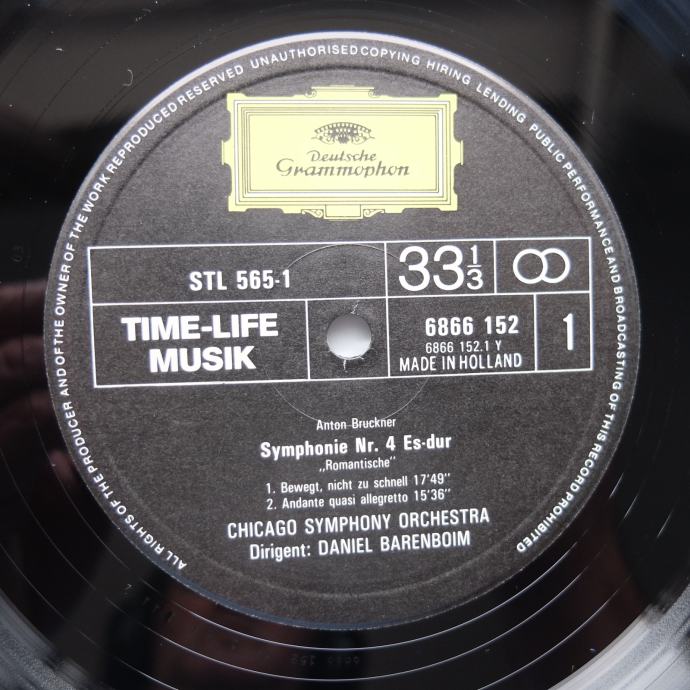 ALL RIGHTS OF THE PRODUCER AND OF THE OWNER OF THE WORK REPRODUCED RESERVED UNAUTHORISED COPYING HIRING LENDING PUBLIC PERFORMANCE AND BROADCASTING OF THIS RECORD PROHIBITED
Deutsche
Grammophon
STL 565-1
33 1/3
TIME-LIFE
MUSIK
6866 152
6866 152.1 Y
MADE IN HOLLAND
1
Anton Bruckner
Symphonie Nr. 4 Es-dur
„Romantische"
1. Bewegt, nicht zu schnell 17'49"
2. Andante quasi allegretto 15'36"
CHICAGO SYMPHONY ORCHESTRA
Dirigent: DANIEL BARENBOIM